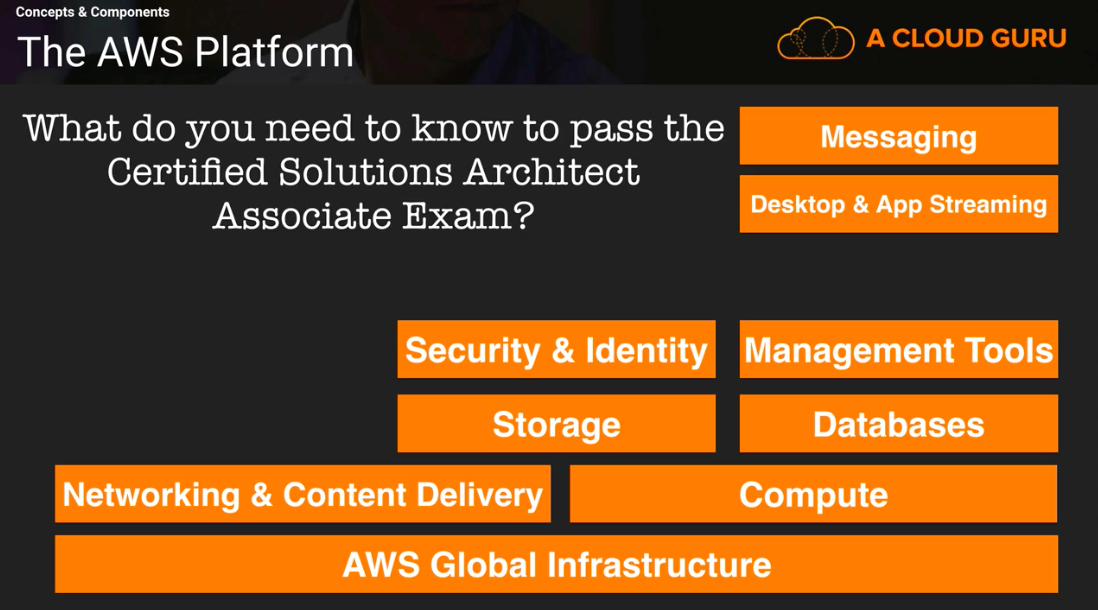 Concepts & Components
The AWS Platform
A CLOUD GURU
What do you need to know to pass the
Certified Solutions Architect
Associate Exam?
Messaging
Desktop & App Streaming
Security & Identity
Management Tools
Storage
Databases
Networking & Content Delivery
Compute
AWS Global Infrastructure